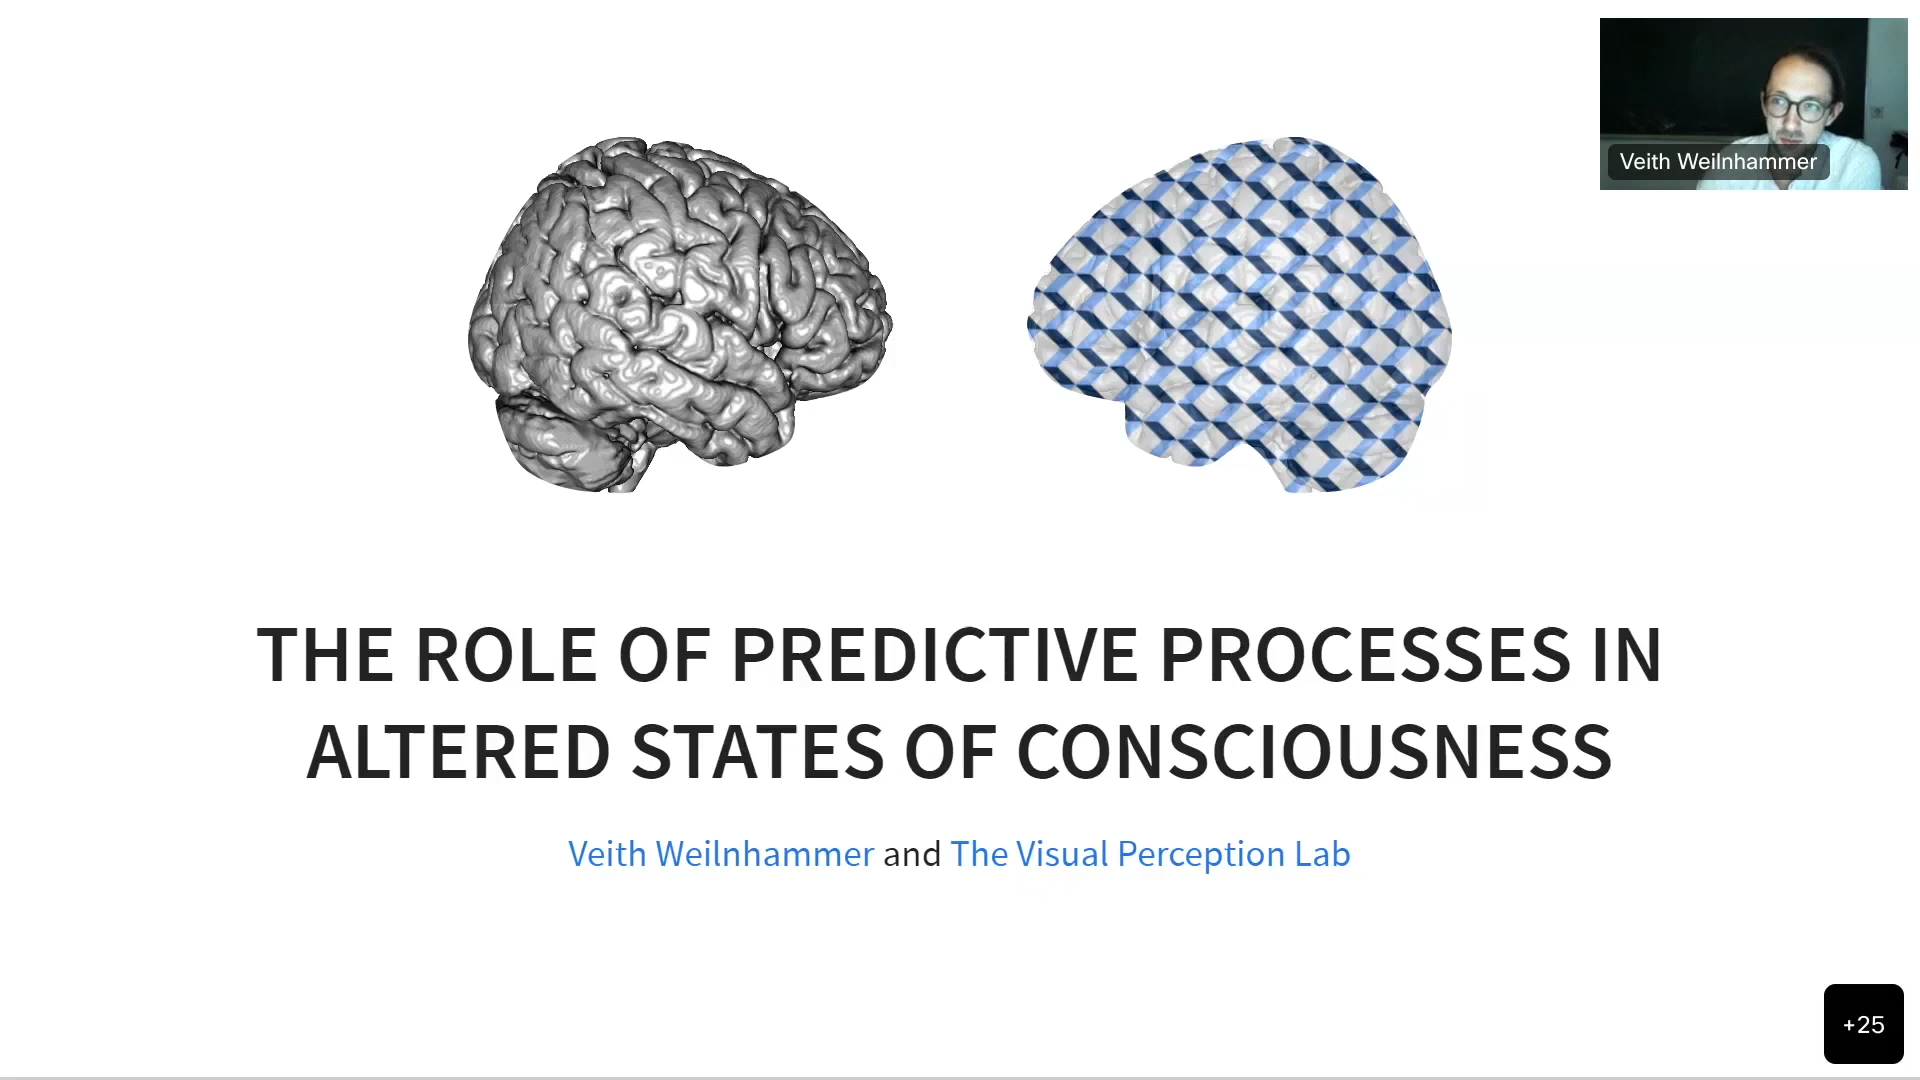 Veith Weilnhammer
THE ROLE OF PREDICTIVE PROCESSES IN
ALTERED STATES OF CONSCIOUSNESS
Veith Weilnhammer and The Visual Perception Lab
+25